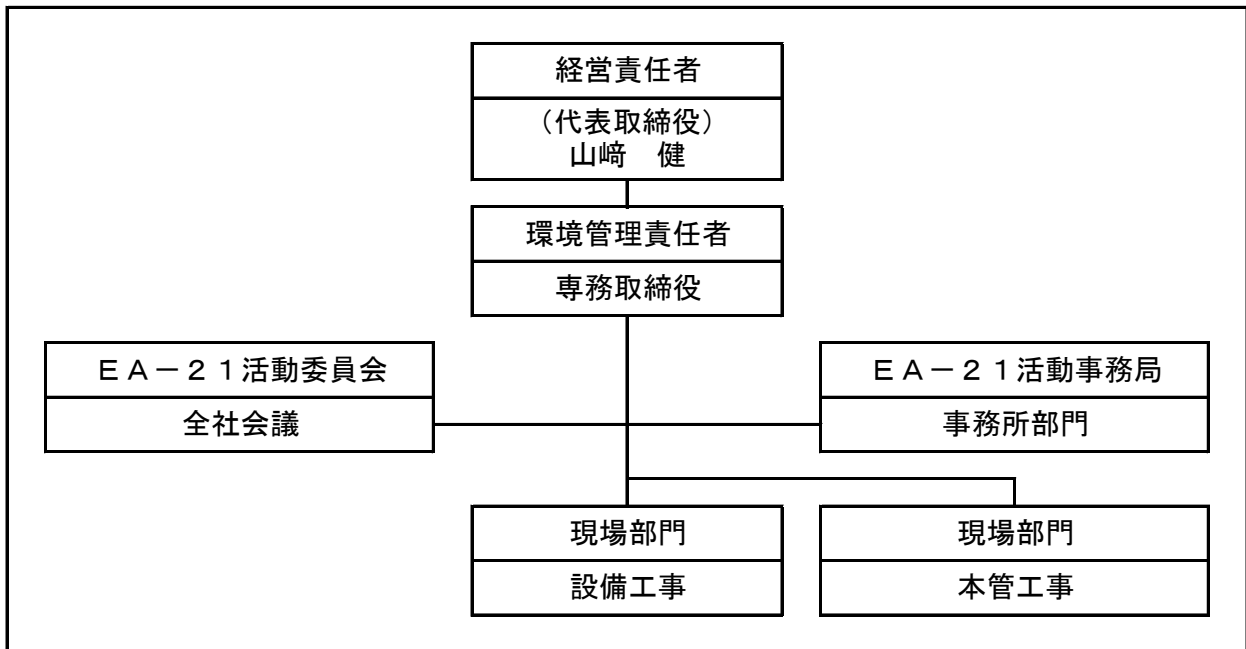 経営責任者
（代表取締役）
山﨑　健
環境管理責任者
専務取締役
ＥＡ－２１活動委員会
全社会議
ＥＡ－２１活動事務局
事務所部門
現場部門
設備工事
現場部門
本管工事